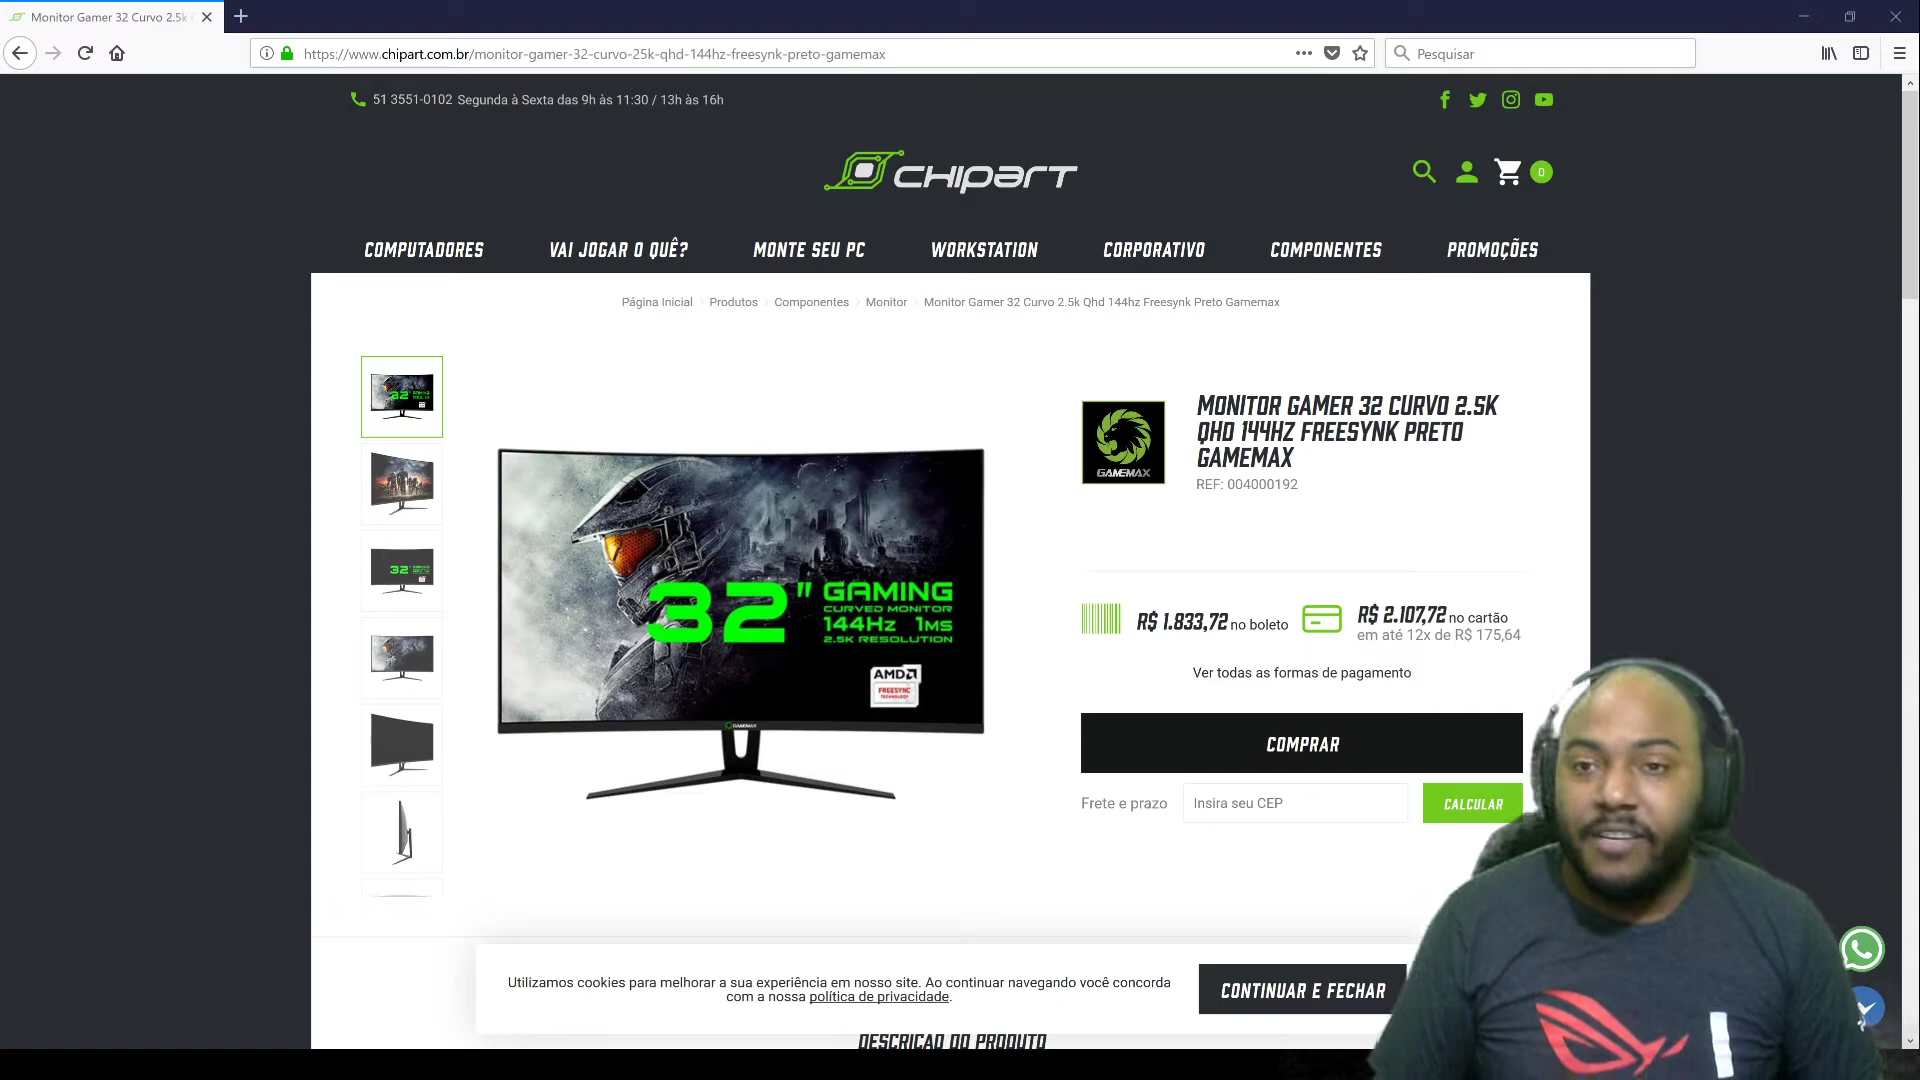 Monitor Gamer 32 Curvo 2.5k
https://www.chipart.com.br/monitor-gamer-32-curvo-25k-qhd-144hz-freesynk-preto-gamemax
Pesquisar
51 3551-0102 Segunda à Sexta das 9h às 11:30 / 13h às 16h
CHIPART
0
COMPUTADORES
VAI JOGAR O QUÊ?
MONTE SEU PC
WORKSTATION
CORPORATIVO
COMPONENTES
PROMOÇÕES
Página Inicial
Produtos
Componentes
Monitor
Monitor Gamer 32 Curvo 2.5k Qhd 144hz Freesynk Preto Gamemax
32" GAMING
CURVED MONITOR
144Hz 1MS
2.5K RESOLUTION
AMD
FREESYNC
TECHNOLOGY
GAMEMAX
GAMEMAX
MONITOR GAMER 32 CURVO 2.5K
QHD 144HZ FREESYNK PRETO
GAMEMAX
REF: 004000192
R$ 1.833,72 no boleto
R$ 2.107,72 no cartão
em até 12x de R$ 175,64
Ver todas as formas de pagamento
COMPRAR
Frete e prazo
Insira seu CEP
CALCULAR
Utilizamos cookies para melhorar a sua experiência em nosso site. Ao continuar navegando você concorda
com a nossa política de privacidade.
CONTINUAR E FECHAR
DESCRIÇÃO DO PRODUTO